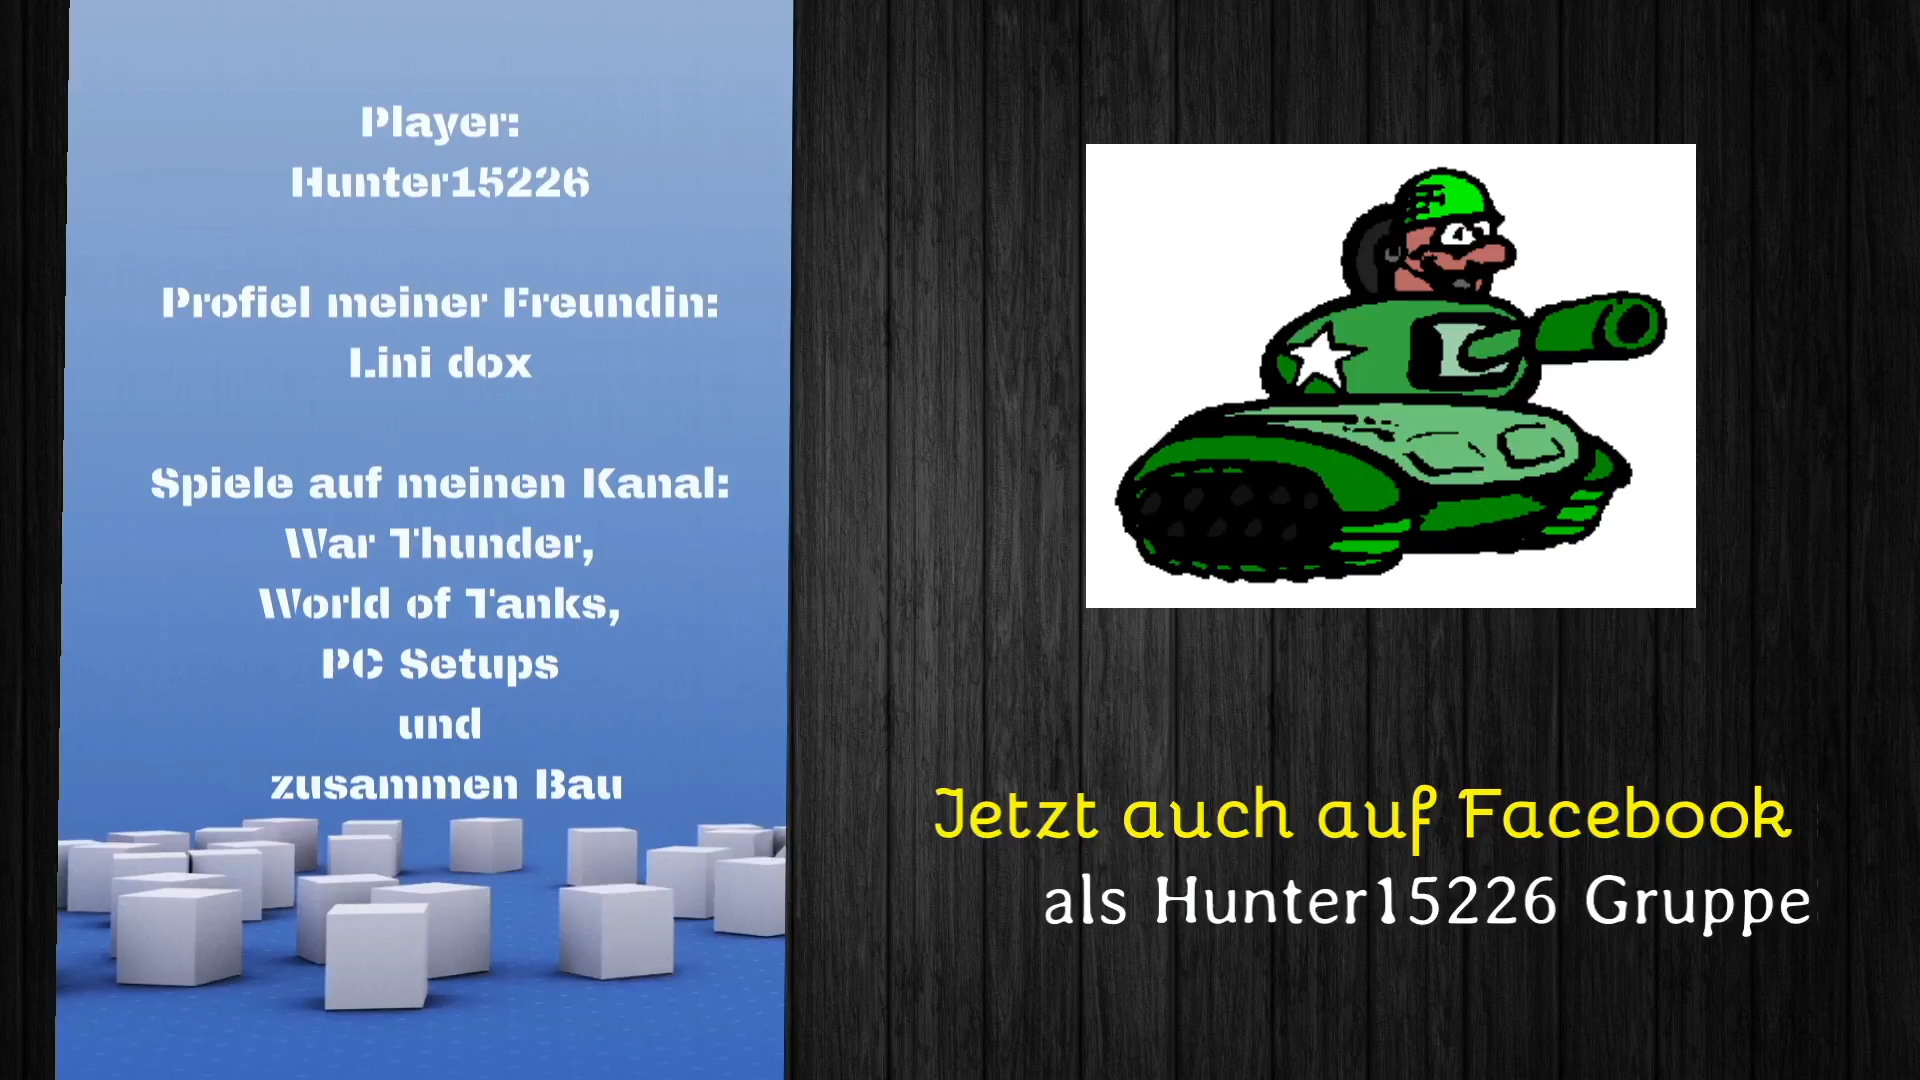 Player:
Hunter15226
Profiel meiner Freundin:
Lini dox
Spiele auf meinen Kanal:
War Thunder,
World of Tanks,
PC Setups
und
zusammen Bau
Jetzt auch auf Facebook
als Hunter15226 Gruppe